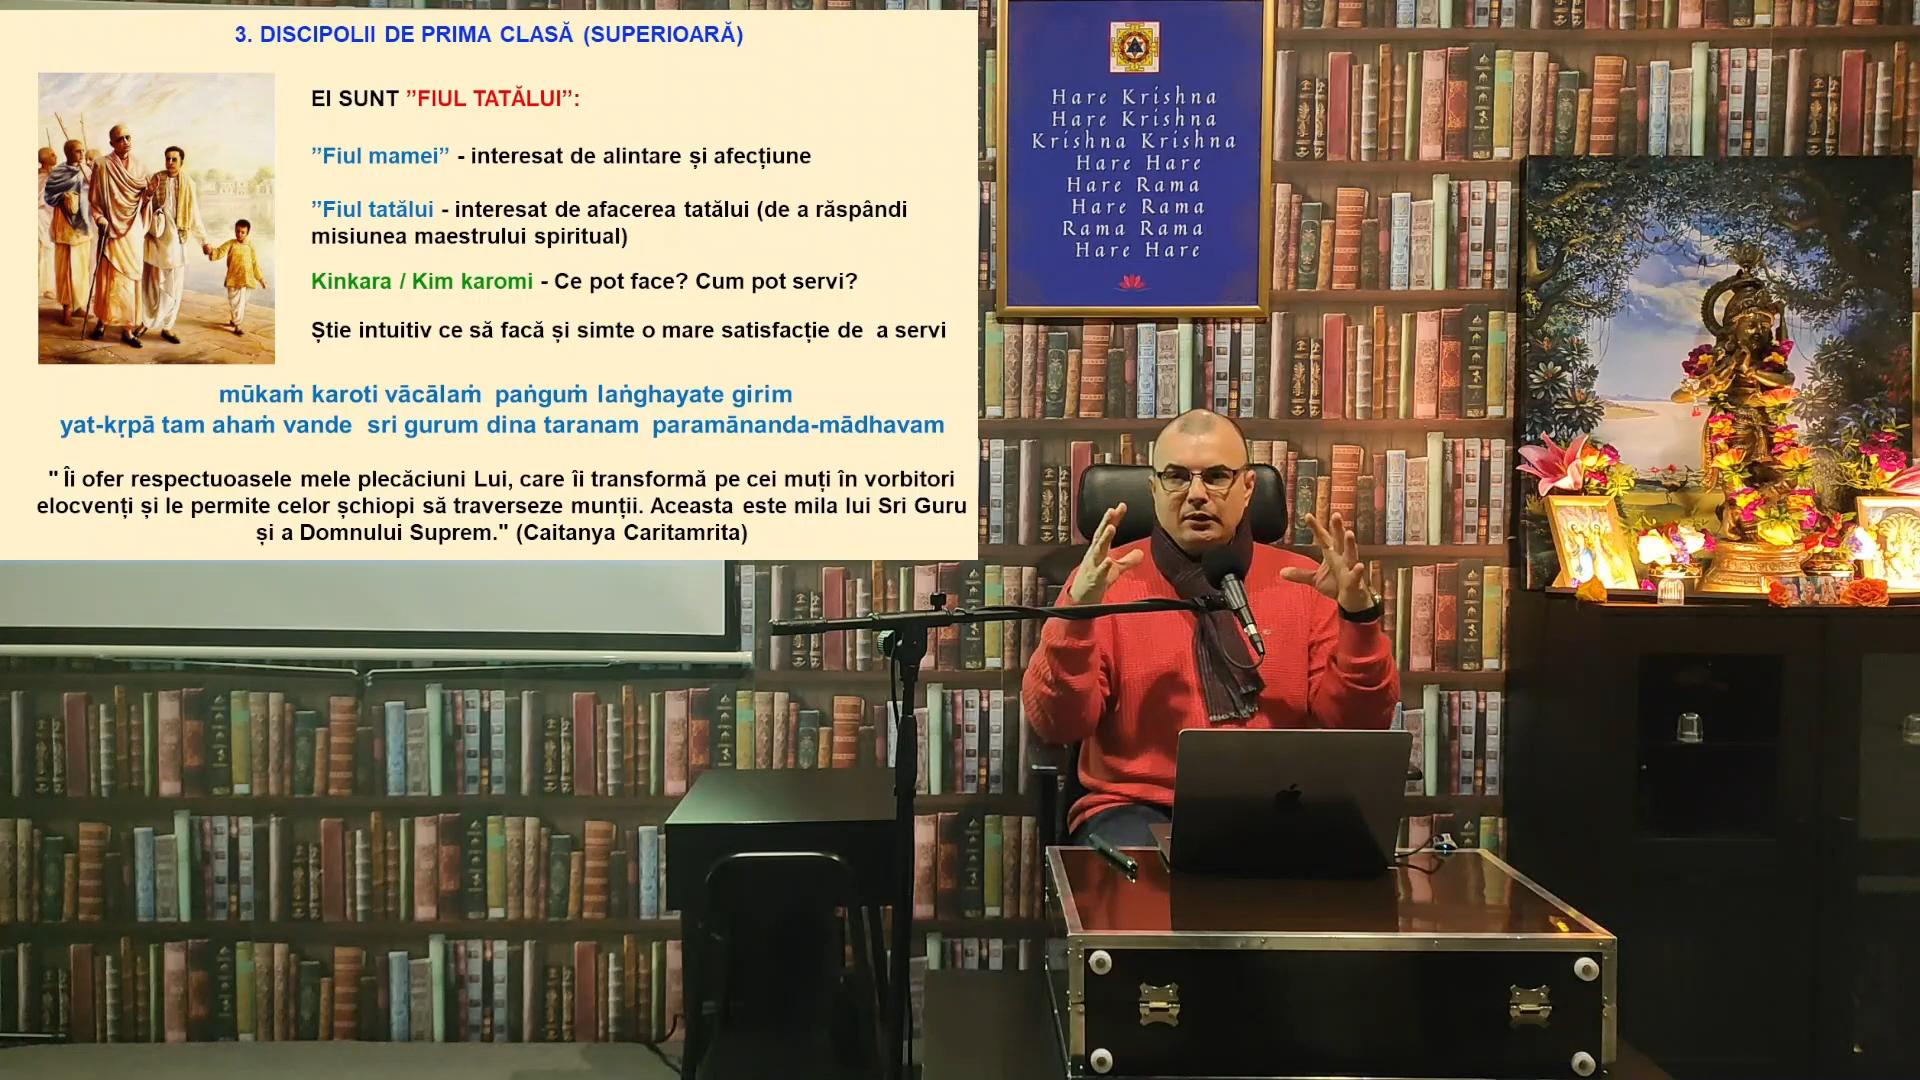 3. DISCIPOLII DE PRIMA CLASĂ (SUPERIOARĂ)
EI SUNT ”FIUL TATĂLUI”:
”Fiul mamei” - interesat de alintare și afecțiune
”Fiul tatălui - interesat de afacerea tatălui (de a răspândi
misiunea maestrului spiritual)
Kinkara / Kim karomi - Ce pot face? Cum pot servi?
Știe intuitiv ce să facă și simte o mare satisfacție de  a servi
mūkaṁ karoti vācālaṁ  paṅguṁ laṅghayate girim
yat-kṛpā tam ahaṁ vande  sri gurum dina taranam  paramānanda-mādhavam
" Îi ofer respectuoasele mele plecăciuni Lui, care îi transformă pe cei muți în vorbitori
elocvenți și le permite celor șchiopi să traverseze munții. Aceasta este mila lui Sri Guru
și a Domnului Suprem." (Caitanya Caritamrita)
Hare Krishna
Hare Krishna
Krishna Krishna
Hare Hare
Hare Rama
Hare Rama
Rama Rama
Hare Hare